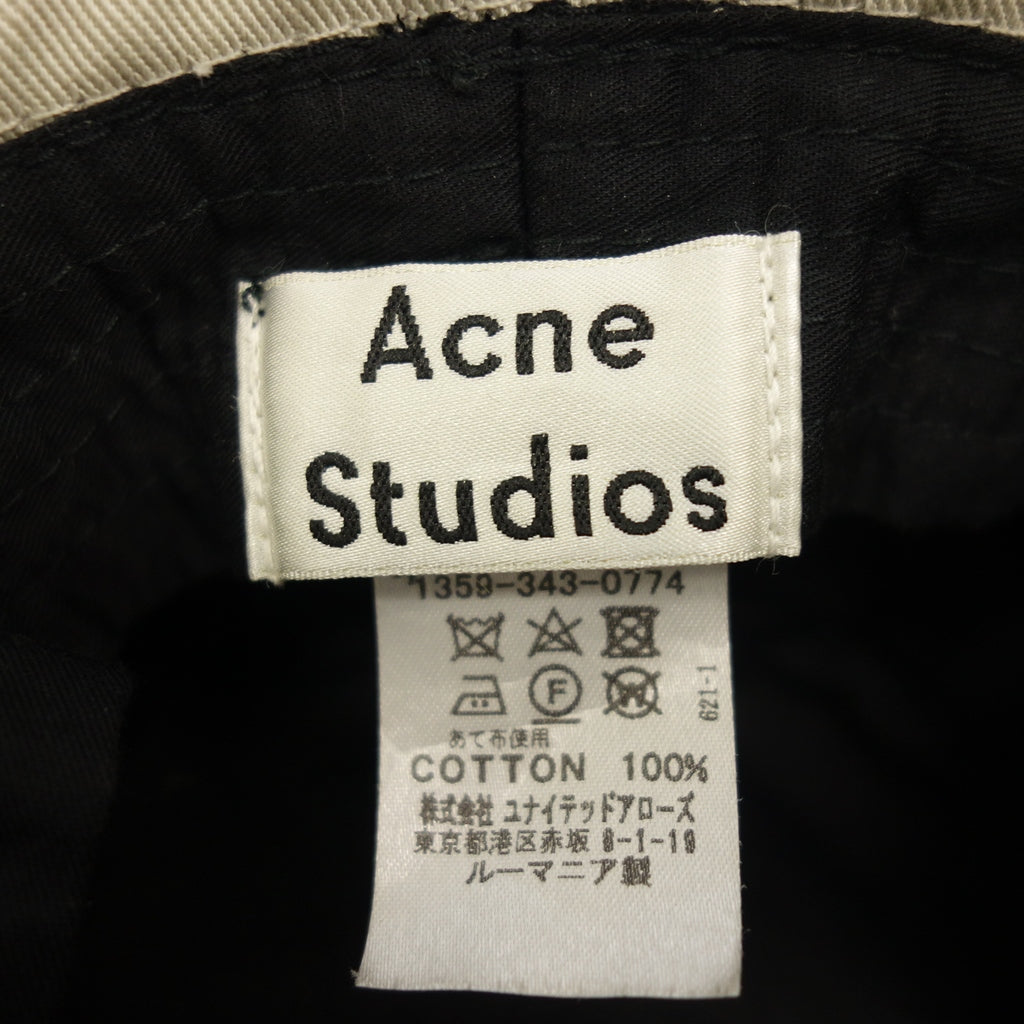 Acne
Studios
1359-343-0774
F
W
621-1
あて布使用
COTTON 100%
株式会社 ユナイテッドアローズ
東京都港区赤坂 8-1-19
ルーマニア製